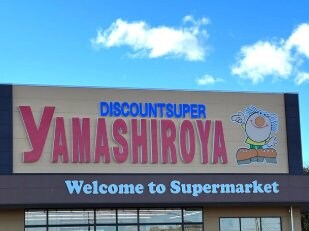 DISCOUNTSUPER
YAMASHIROYA
Welcome to Supermarket